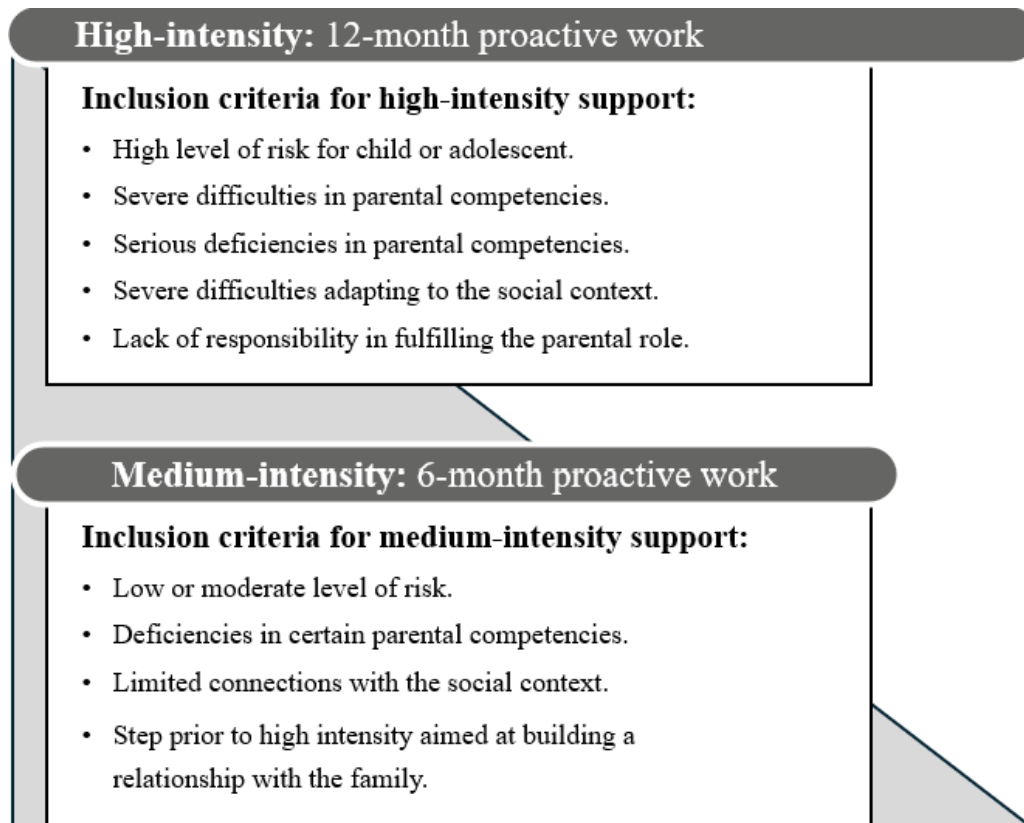 High-intensity: 12-month proactive work
Inclusion criteria for high-intensity support:
• High level of risk for child or adolescent.
• Severe difficulties in parental competencies.
• Serious deficiencies in parental competencies.
• Severe difficulties adapting to the social context.
• Lack of responsibility in fulfilling the parental role.
Medium-intensity: 6-month proactive work
Inclusion criteria for medium-intensity support:
• Low or moderate level of risk.
• Deficiencies in certain parental competencies.
• Limited connections with the social context.
• Step prior to high intensity aimed at building a
relationship with the family.